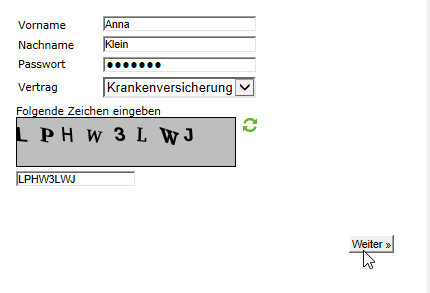 Vorname Anna
Nachname Klein
Passwort ●●●●●●●
Vertrag Krankenversicherung
Folgende Zeichen eingeben
L P H W 3 L W J
LPHW3LWJ
Weiter »